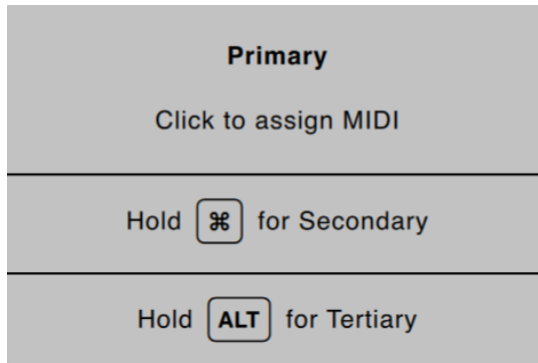 Primary
Click to assign MIDI
Hold ⌘ for Secondary
Hold ALT for Tertiary